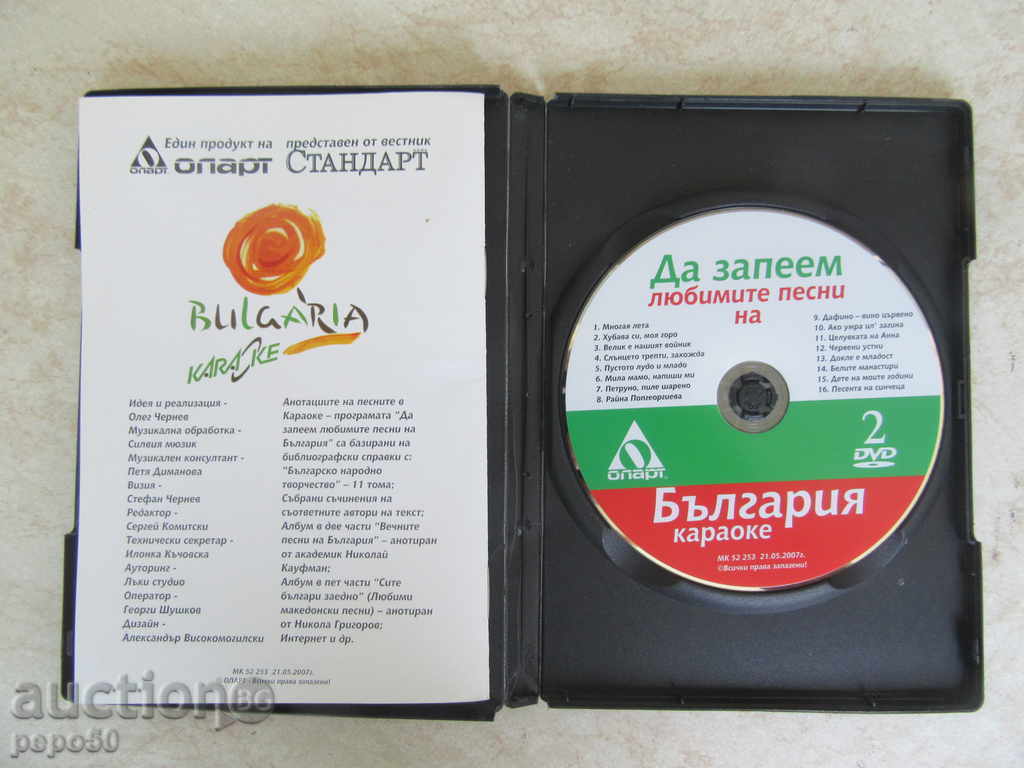 Един продукт на
ОПАРТ
ОПАРТ
представен от вестник
СТАНДАРТ
BULGARIA
KARAOKE
Идея и реализация -
Олег Чернев
Музикална обработка -
Силвия мюзик
Музикален консултант -
Петя Диманова
Визия -
Стефан Чернев
Редактор -
Сергей Комитски
Технически секретар -
Илонка Къчовска
Ауторинг -
Лъки студио
Оператор -
Георги Шушков
Дизайн -
Александър Високомогилски
Анотациите на песните в
Караоке – програмата "Да
запеем любимите песни на
България" са базирани на
библиографски справки с:
"Българско народно
творчество" – 11 тома;
Събрани съчинения на
съответните автори на текст;
Албум в две части "Вечните
песни на България" – анотиран
от академик Николай
Кауфман;
Албум в пет части "Сите
българи заедно" (Любими
македонски песни) – анотиран
от Никола Григоров;
Интернет и др.
МК 52 253 21.05.2007г.
ОПАРТ - Всички права запазени!
Да запеем
любимите песни
на
1. Многая лета
2. Хубава си, моя горо
3. Велик е нашият войник
4. Слънцето трепти, захожда
5. Пустото лудо и младо
6. Мила мамо, напиши ми
7. Петруно, пиле шарено
8. Райна Попгеоргиева
9. Дафино – вино цървено
10. Ако умра ил' загина
11. Целувката на Анна
12. Червени устни
13. Докле е младост
14. Белите манастири
15. Дете на моите години
16. Песента на синчеца
ОПАРТ
2
DVD
България
караоке
МК 52 253 21.05.2007г.
©Всички права запазени!
auction.bg
pepo50